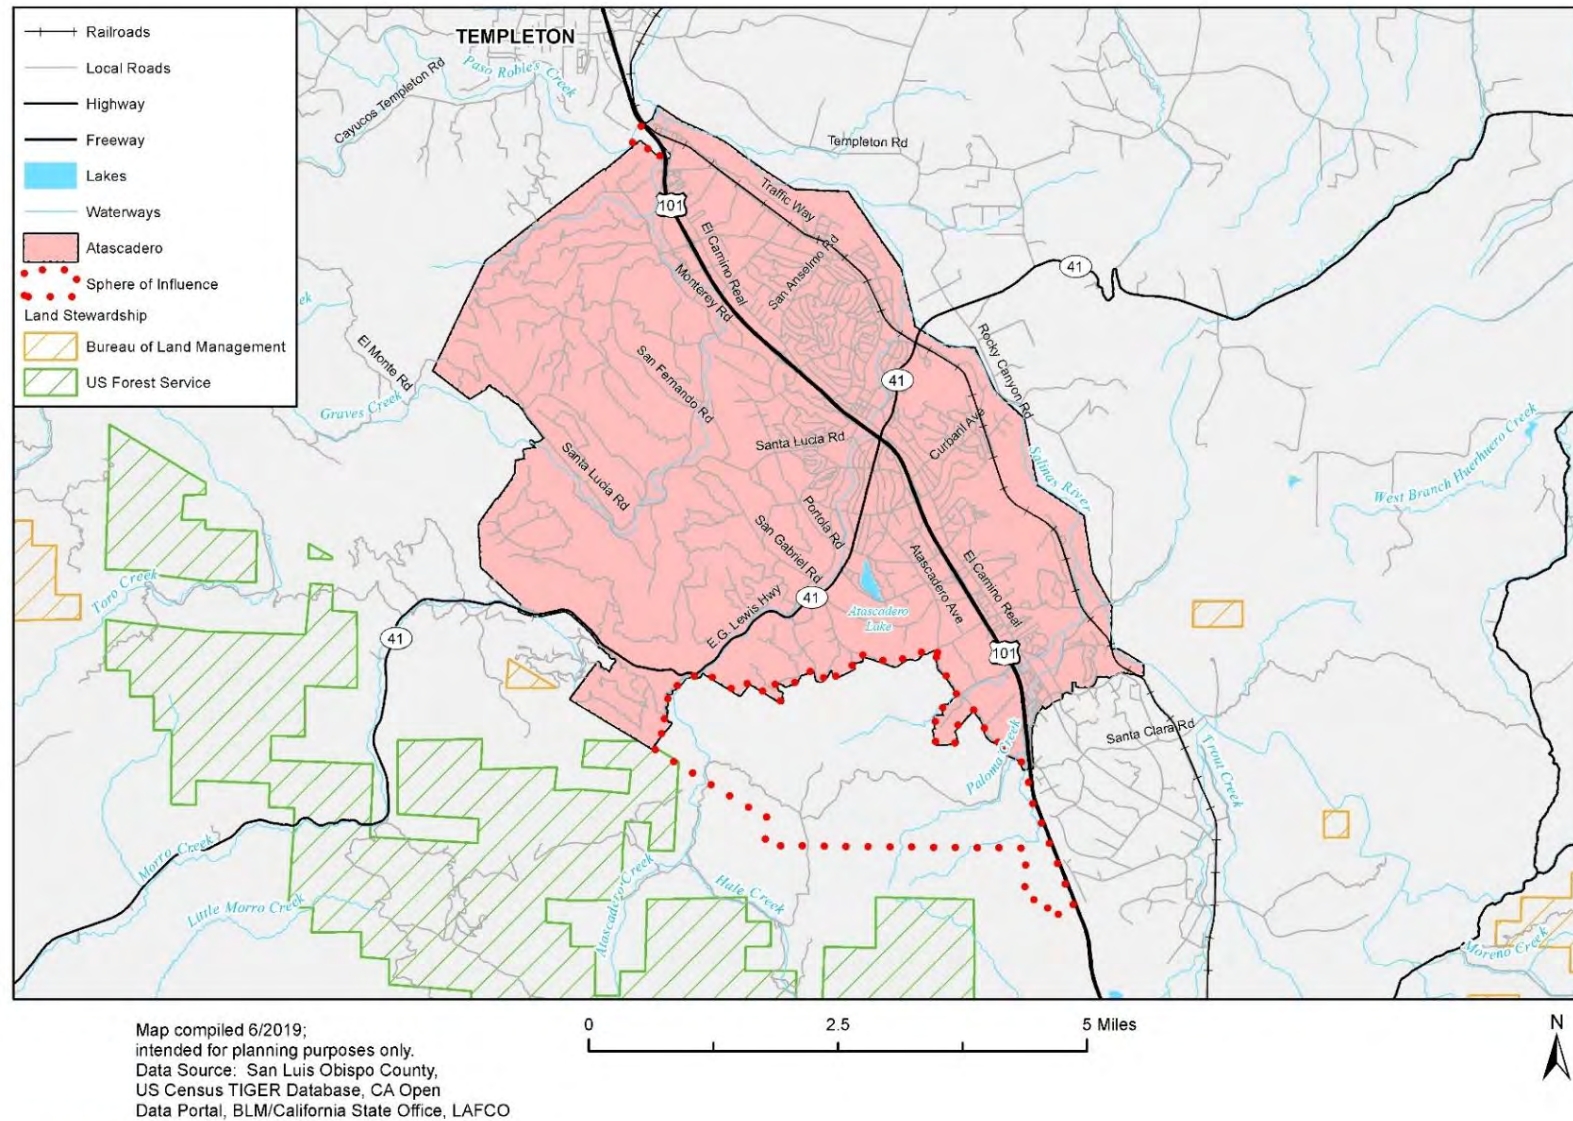 Railroads
Local Roads
Highway
Freeway
Lakes
Waterways
Atascadero
Sphere of Influence
Land Stewardship
Bureau of Land Management
US Forest Service
TEMPLETON
Paso Robles Creek
Cayucos Templeton Rd
Templeton Rd
Traffic Way
101
El Camino Real
San Anselmo Rd
Monterey Rd
41
El Monte Rd
Graves Creek
San Fernando Rd
Rocky Canyon Rd
41
Curbaril Ave
Santa Lucia Rd
Santa Lucia Rd
Salinas River
West Branch Huerhuero Creek
Portola Rd
San Gabriel Rd
Atascadero Ave
El Camino Real
Toro Creek
41
E.G. Lewis Hwy
41
Atascadero
Lake
101
Santa Clara Rd
Trout Creek
Paloma Creek
Morro Creek
Little Morro Creek
Atascadero Creek
Hale Creek
Moreno Creek
Map compiled 6/2019;
intended for planning purposes only.
Data Source: San Luis Obispo County,
US Census TIGER Database, CA Open
Data Portal, BLM/California State Office, LAFCO
0 2.5 5 Miles
N